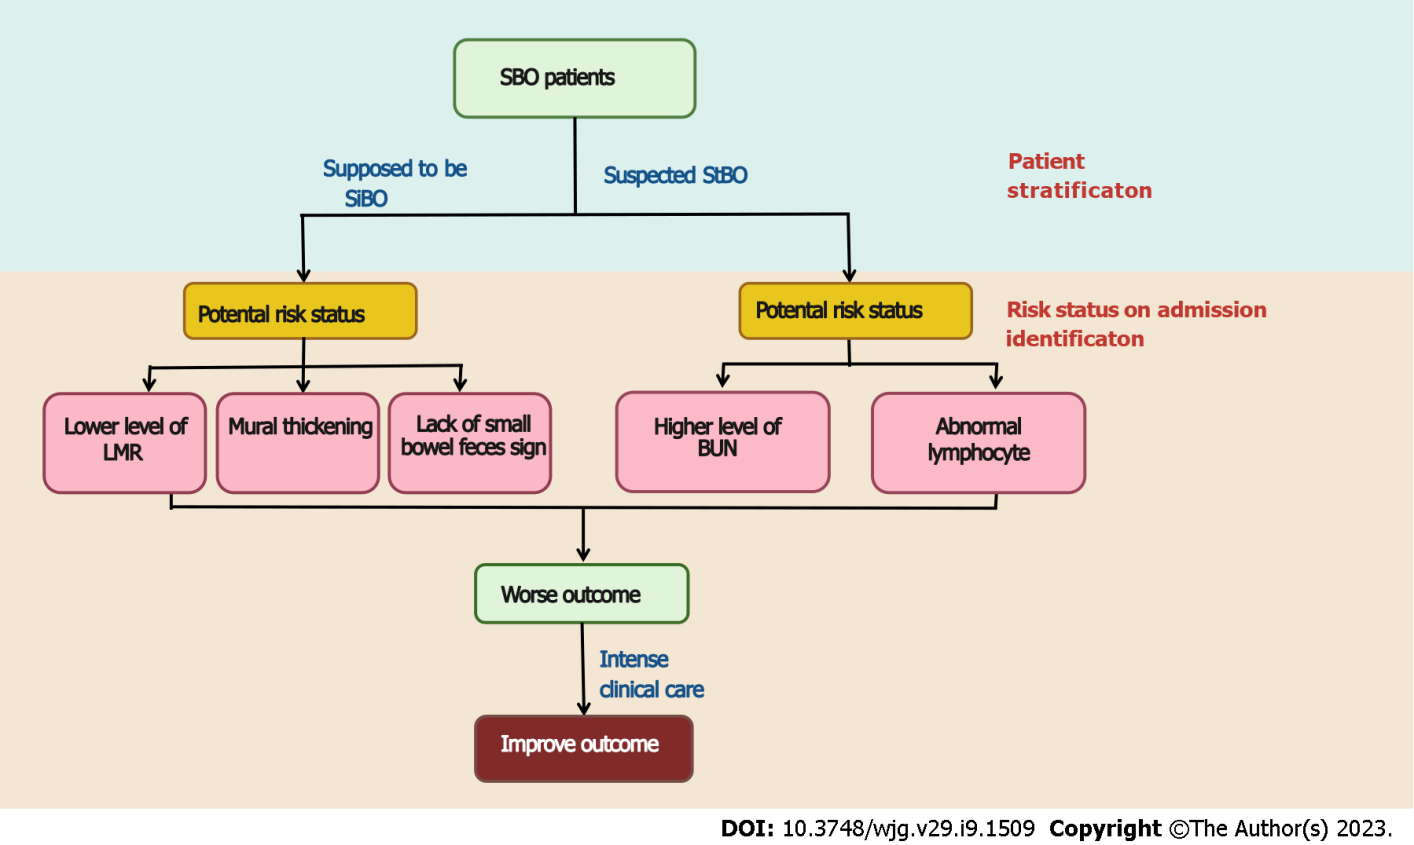 SBO patients
Supposed to be
SiBO
Suspected StBO
Patient
stratificaton
Potental risk status
Potental risk status
Risk status on admission
identificaton
Lower level of
LMR
Mural thickening
Lack of small
bowel feces sign
Higher level of
BUN
Abnormal
lymphocyte
Worse outcome
Intense
clinical care
Improve outcome
DOI: 10.3748/wjg.v29.i9.1509 Copyright ©The Author(s) 2023.